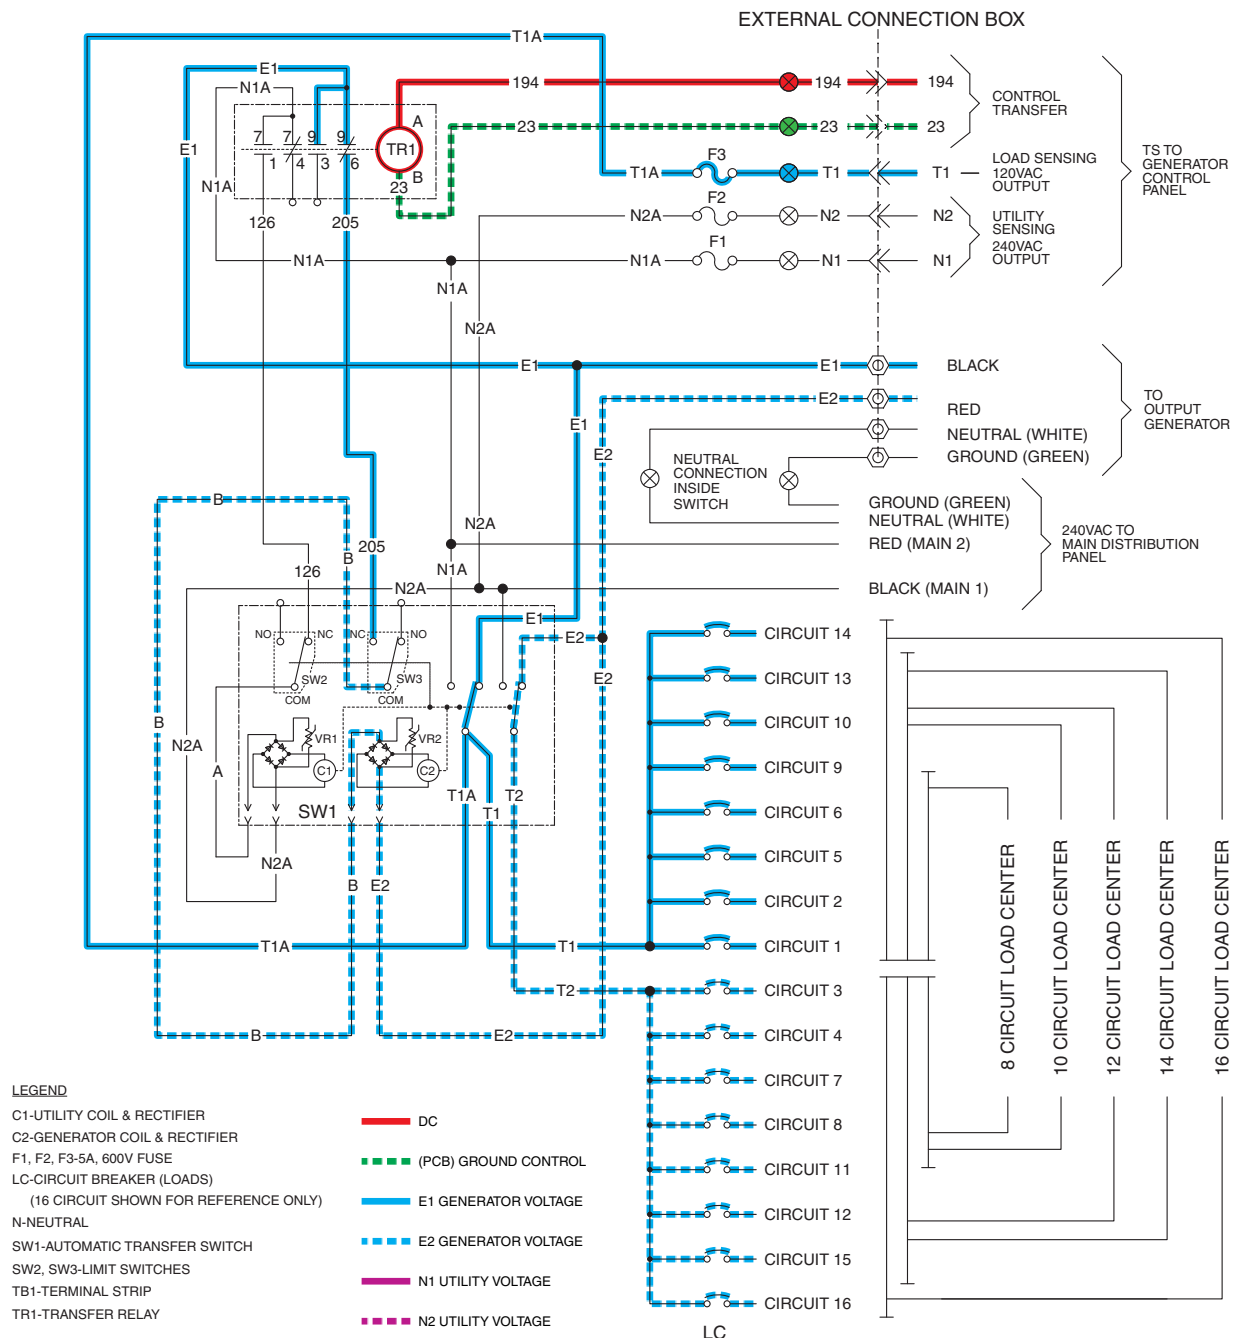 EXTERNAL CONNECTION BOX
T1A
E1
N1A
194
194
194
CONTROL
TRANSFER
A
7
7
9
9
TR1
1
4
3
6
B
23
23
23
23
E1
N1A
F3
T1A
T1
T1
LOAD SENSING
120VAC
OUTPUT
TS TO
GENERATOR
CONTROL
PANEL
126
205
F2
N2A
N2
N2
UTILITY
SENSING
240VAC
OUTPUT
F1
N1A
N1A
N1
N1
N1A
N2A
E1
E1
BLACK
E2
RED
TO
OUTPUT
GENERATOR
E1
NEUTRAL (WHITE)
E2
GROUND (GREEN)
NEUTRAL
CONNECTION
INSIDE
SWITCH
B
GROUND (GREEN)
NEUTRAL (WHITE)
N2A
240VAC TO
MAIN DISTRIBUTION
PANEL
205
B
RED (MAIN 2)
126
N1A
N2A
BLACK (MAIN 1)
E1
NO
NC
NC
NO
E2
CIRCUIT 14
SW2
SW3
COM
COM
E2
CIRCUIT 13
B
CIRCUIT 10
N2A
VR1
VR2
A
C1
C2
CIRCUIT 9
T1A
T2
SW1
T1
CIRCUIT 6
N2A
CIRCUIT 5
B
E2
CIRCUIT 2
T1A
T1
CIRCUIT 1
T2
CIRCUIT 3
B
E2
CIRCUIT 4
CIRCUIT 7
CIRCUIT 8
CIRCUIT 11
CIRCUIT 12
CIRCUIT 15
CIRCUIT 16
LC
8 CIRCUIT LOAD CENTER
10 CIRCUIT LOAD CENTER
12 CIRCUIT LOAD CENTER
14 CIRCUIT LOAD CENTER
16 CIRCUIT LOAD CENTER
LEGEND
C1-UTILITY COIL & RECTIFIER
C2-GENERATOR COIL & RECTIFIER
F1, F2, F3-5A, 600V FUSE
LC-CIRCUIT BREAKER (LOADS)
(16 CIRCUIT SHOWN FOR REFERENCE ONLY)
N-NEUTRAL
SW1-AUTOMATIC TRANSFER SWITCH
SW2, SW3-LIMIT SWITCHES
TB1-TERMINAL STRIP
TR1-TRANSFER RELAY
DC
(PCB) GROUND CONTROL
E1 GENERATOR VOLTAGE
E2 GENERATOR VOLTAGE
N1 UTILITY VOLTAGE
N2 UTILITY VOLTAGE